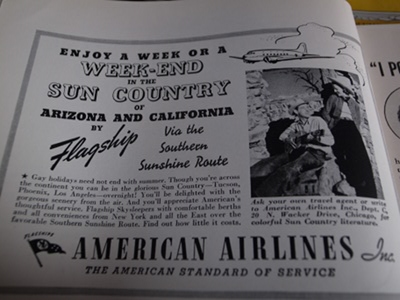 ENJOY A WEEK OR A
WEEK-END
IN THE
SUN COUNTRY
OF
ARIZONA AND CALIFORNIA
BY
Flagship
Via the
Southern
Sunshine Route
★ Gay holidays need not end with summer. Though you're across
the continent you can be in the glorious Sun Country—Tucson,
Phoenix, Los Angeles—overnight! You'll be delighted with the
gorgeous scenery from the air. And you'll appreciate American's
thoughtful service. Flagship Skysleepers with comfortable berths
and all conveniences from New York and all the East over the
favorable Southern Sunshine Route. Find out how little it costs.
Ask your own travel agent or write
to American Airlines Inc., Dept. C,
20 N. Wacker Drive, Chicago, for
colorful Sun Country literature.
FLAGSHIP
AMERICAN AIRLINES Inc.
THE AMERICAN STANDARD OF SERVICE
"I P